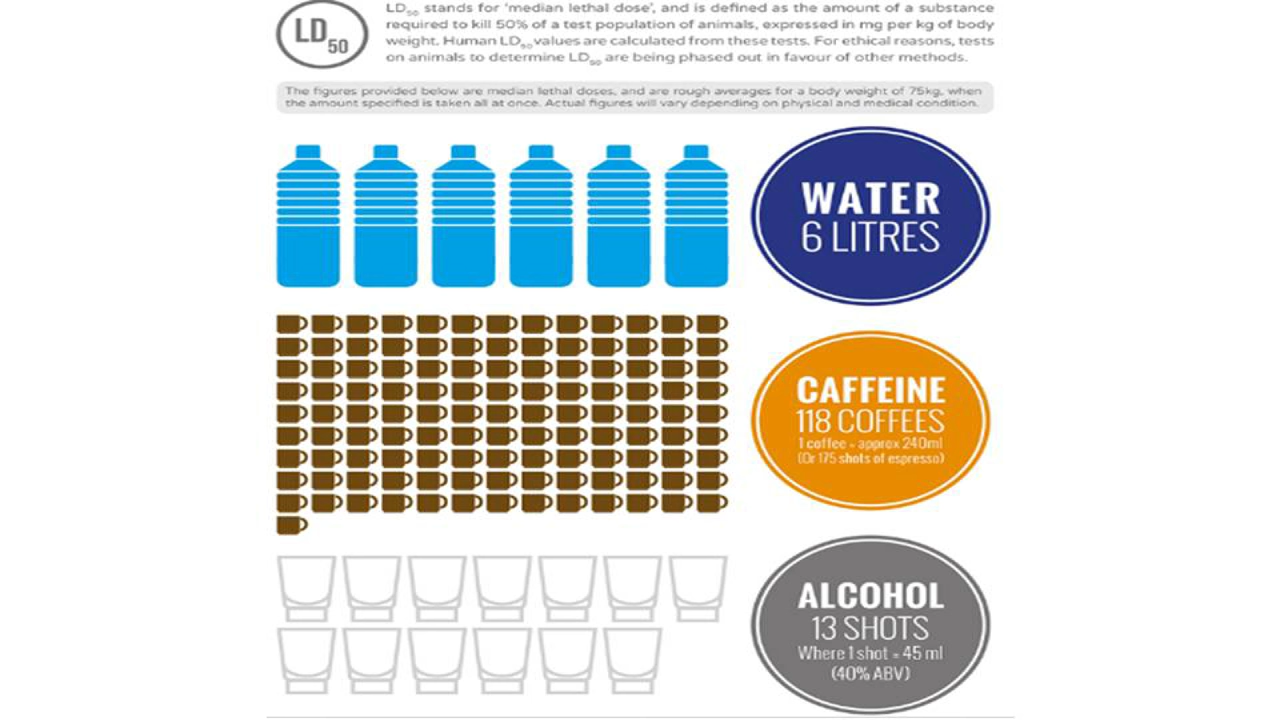 LD50
LD50 stands for 'median lethal dose', and is defined as the amount of a substance
required to kill 50% of a test population of animals, expressed in mg per kg of body
weight. Human LD50 values are calculated from these tests. For ethical reasons, tests
on animals to determine LD50 are being phased out in favour of other methods.
The figures provided below are median lethal doses, and are rough averages for a body weight of 75kg, when
the amount specified is taken all at once. Actual figures will vary depending on physical and medical condition.
WATER
6 LITRES
CAFFEINE
118 COFFEES
1 coffee = approx 240ml
(Or 175 shots of espresso)
ALCOHOL
13 SHOTS
Where 1 shot = 45 ml
(40% ABV)